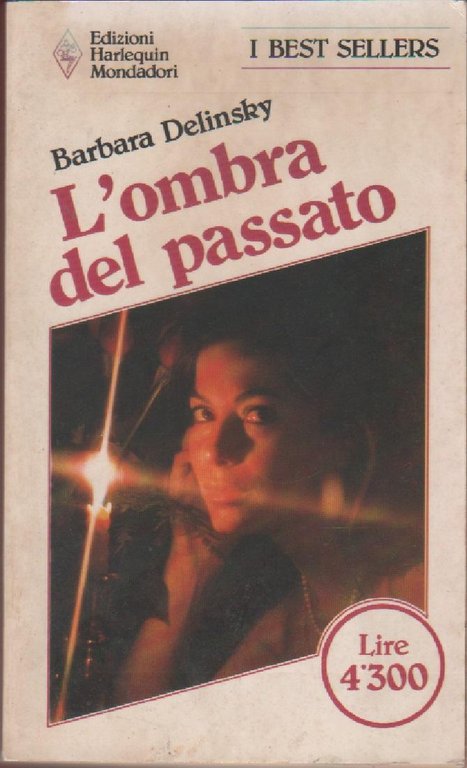 Edizioni
Harlequin
Mondadori
I BEST SELLERS
Barbara Delinsky
L'ombra
del passato
Lire
4'300